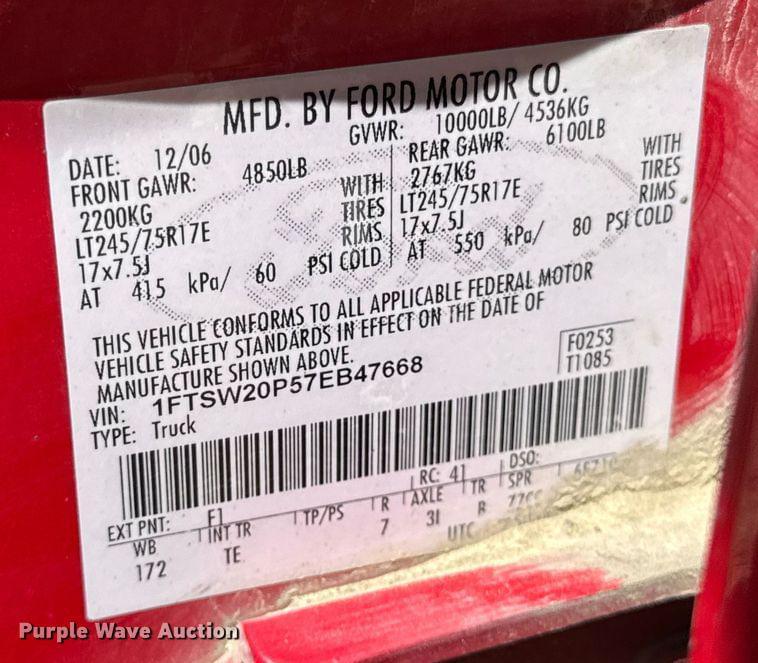 MFD. BY FORD MOTOR CO.
DATE: 12/06 GVWR: 10000LB/ 4536KG
FRONT GAWR: 4850LB REAR GAWR: 6100LB
2200KG WITH 2767KG WITH
LT245/75R17E TIRES LT245/75R17E TIRES
17x7.5J RIMS 17x7.5J RIMS
AT 415 kPa/ 60 PSI COLD AT 550 kPa/ 80 PSI COLD
THIS VEHICLE CONFORMS TO ALL APPLICABLE FEDERAL MOTOR
VEHICLE SAFETY STANDARDS IN EFFECT ON THE DATE OF
MANUFACTURE SHOWN ABOVE.
VIN: 1FTSW20P57EB47668
TYPE: Truck
F0253
T1085
EXT PNT: F1 RC: 41 DSO:
WB INT TR TP/PS R AXLE TR SPR
172 TE 7 31 R
UTC
Purple Wave Auction